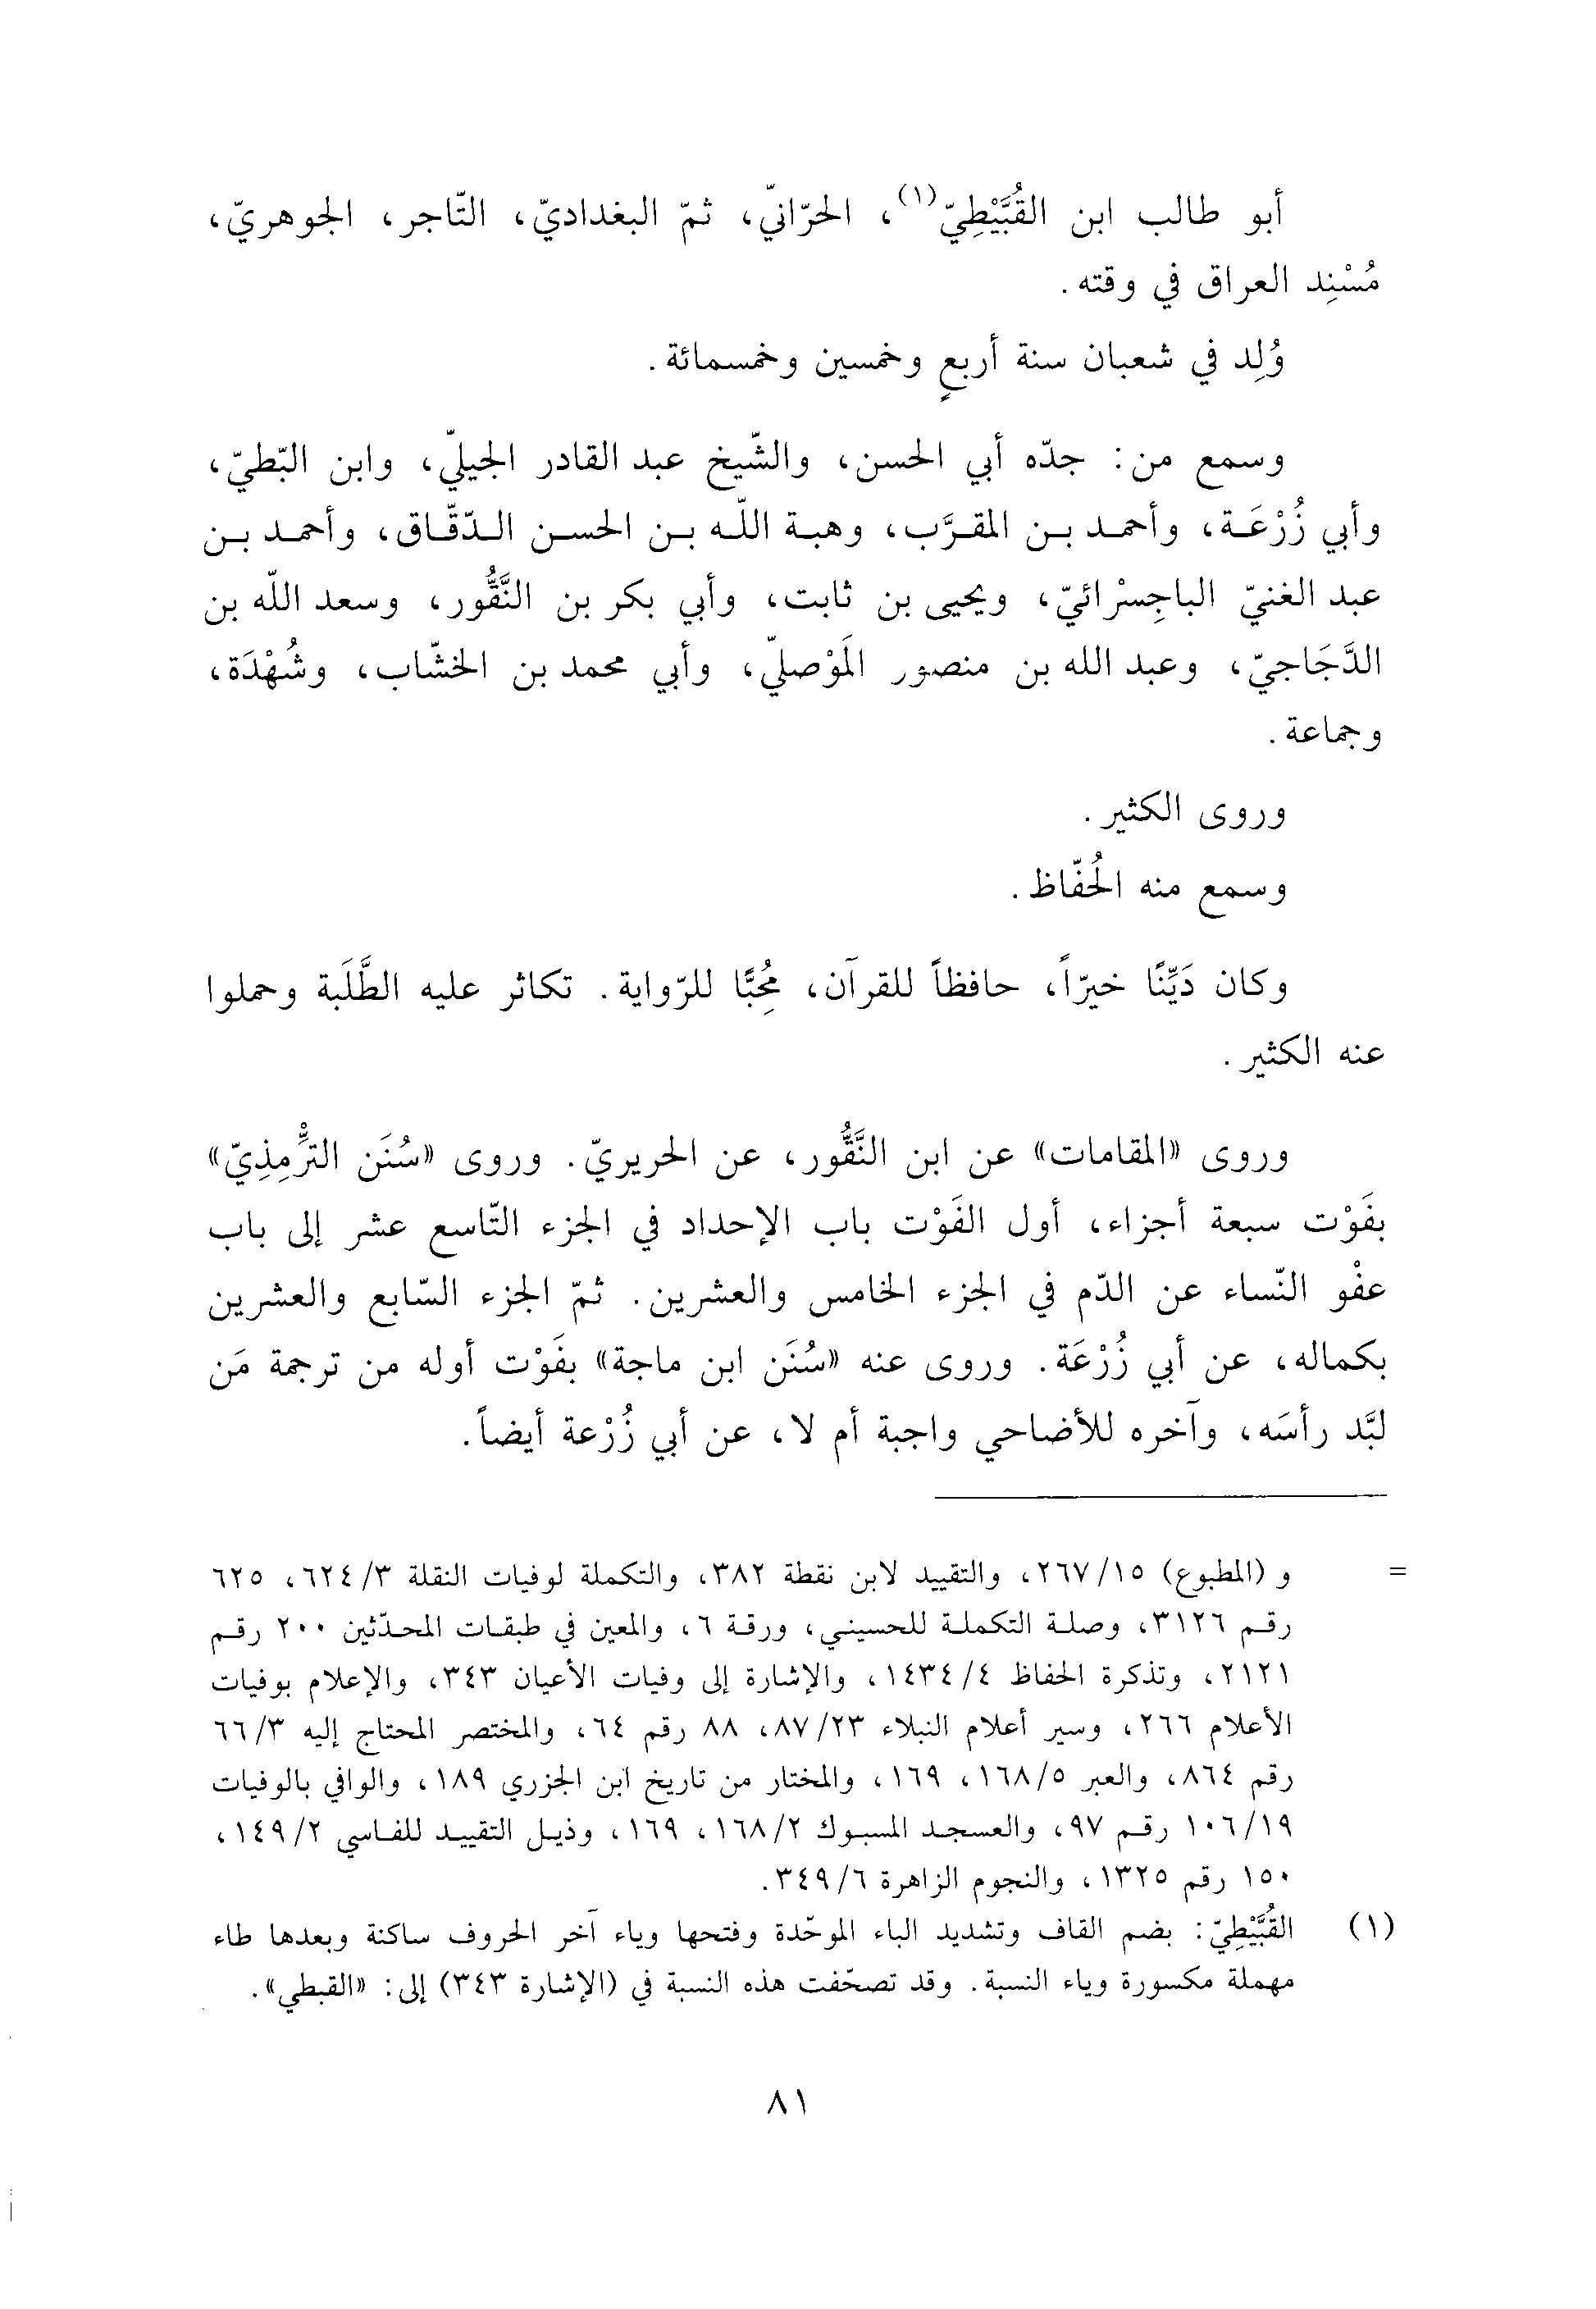 أبو طالب ابن القُبَّيْطِيّ(١)، الحرّانيّ، ثمّ البغداديّ، التّاجر، الجوهريّ،
مُسْنِد العراق في وقته.
وُلِد في شعبان سنة أربعٍ وخمسين وخمسمائة.
وسمع من: جدّه أبي الحسن، والشّيخ عبد القادر الجيليّ، وابن البّطيّ،
وأبي زُرْعَة، وأحمد بن المقرَّب، وهبة اللّه بن الحسن الدّقّاق، وأحمد بن
عبد الغنيّ الباجِسْرائيّ، ويحيى بن ثابت، وأبي بكر بن النَّقُّور، وسعد اللّه بن
الدَّجَاجيّ، وعبد الله بن منصور المَوْصليّ، وأبي محمد بن الخشّاب، وشُهْدَة،
وجماعة.
وروى الكثير.
وسمع منه الحُفّاظ.
وكان دَيِّنًا خيّراً، حافظاً للقرآن، مُحِبًّا للرّواية. تكاثر عليه الطَّلَبة وحملوا
عنه الكثير.
وروى «المقامات» عن ابن النَّقُّور، عن الحريريّ. وروى «سُنَن التِّرْمِذِيّ»
بفَوْت سبعة أجزاء، أول الفَوْت باب الإحداد في الجزء التّاسع عشر إلى باب
عفْو النّساء عن الدّم في الجزء الخامس والعشرين. ثمّ الجزء السّابع والعشرين
بكماله، عن أبي زُرْعَة. وروى عنه «سُنَن ابن ماجة» بفَوْت أوله من ترجمة مَن
لبَّد رأسَه، وآخره للأضاحي واجبة أم لا، عن أبي زُرْعة أيضاً.
= و (المطبوع) ٢٦٧/١٥، والتقييد لابن نقطة ٣٨٢، والتكملة لوفيات النقلة ٦٢٤/٣، ٦٢٥
رقم ٣١٢٦، وصلة التكملة للحسيني، ورقة ٦، والمعين في طبقات المحدّثين ٢٠٠ رقم
٢١٢١، وتذكرة الحفاظ ١٤٣٤/٤، والإشارة إلى وفيات الأعيان ٣٤٣، والإعلام بوفيات
الأعلام ٢٦٦، وسير أعلام النبلاء ٨٧/٢٣، ٨٨ رقم ٦٤، والمختصر المحتاج إليه ٦٦/٣
رقم ٨٦٤، والعبر ١٦٨/٥، ١٦٩، والمختار من تاريخ ابن الجزري ١٨٩، والوافي بالوفيات
١٠٦/١٩ رقم ٩٧، والعسجد المسبوك ١٦٨/٢، ١٦٩، وذيل التقييد للفاسي ١٤٩/٢،
١٥٠ رقم ١٣٢٥، والنجوم الزاهرة ٣٤٩/٦.
(١) القُبَّيْطِيّ: بضم القاف وتشديد الباء الموحّدة وفتحها وياء آخر الحروف ساكنة وبعدها طاء
مهملة مكسورة وياء النسبة. وقد تصحّفت هذه النسبة في (الإشارة ٣٤٣) إلى: «القبطي».
٨١